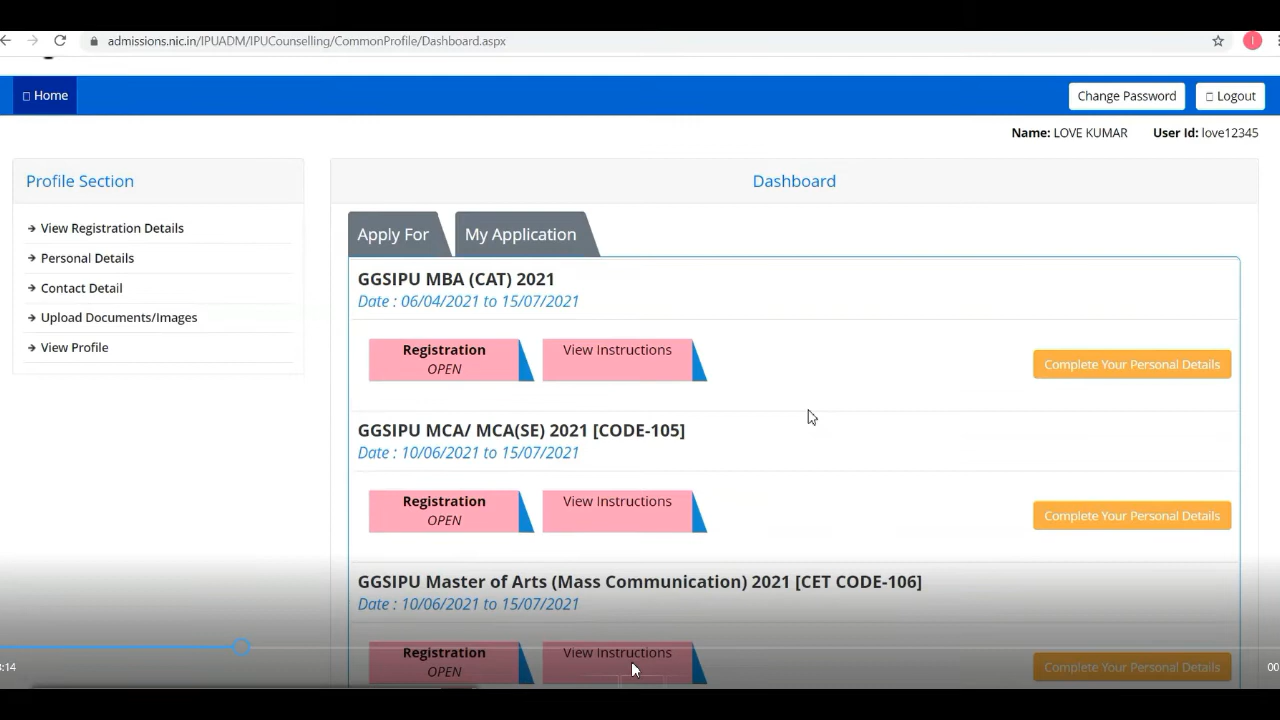 admissions.nic.in/IPUADM/IPUCounselling/CommonProfile/Dashboard.aspx
I
Home
Change Password
Logout
Name: LOVE KUMAR User Id: love12345
Profile Section
→ View Registration Details
→ Personal Details
→ Contact Detail
→ Upload Documents/Images
→ View Profile
Dashboard
Apply For
My Application
GGSIPU MBA (CAT) 2021
Date : 06/04/2021 to 15/07/2021
Registration
OPEN
View Instructions
Complete Your Personal Details
GGSIPU MCA/ MCA(SE) 2021 [CODE-105]
Date : 10/06/2021 to 15/07/2021
Registration
OPEN
View Instructions
Complete Your Personal Details
GGSIPU Master of Arts (Mass Communication) 2021 [CET CODE-106]
Date : 10/06/2021 to 15/07/2021
Registration
OPEN
View Instructions
Complete Your Personal Details
:14
00